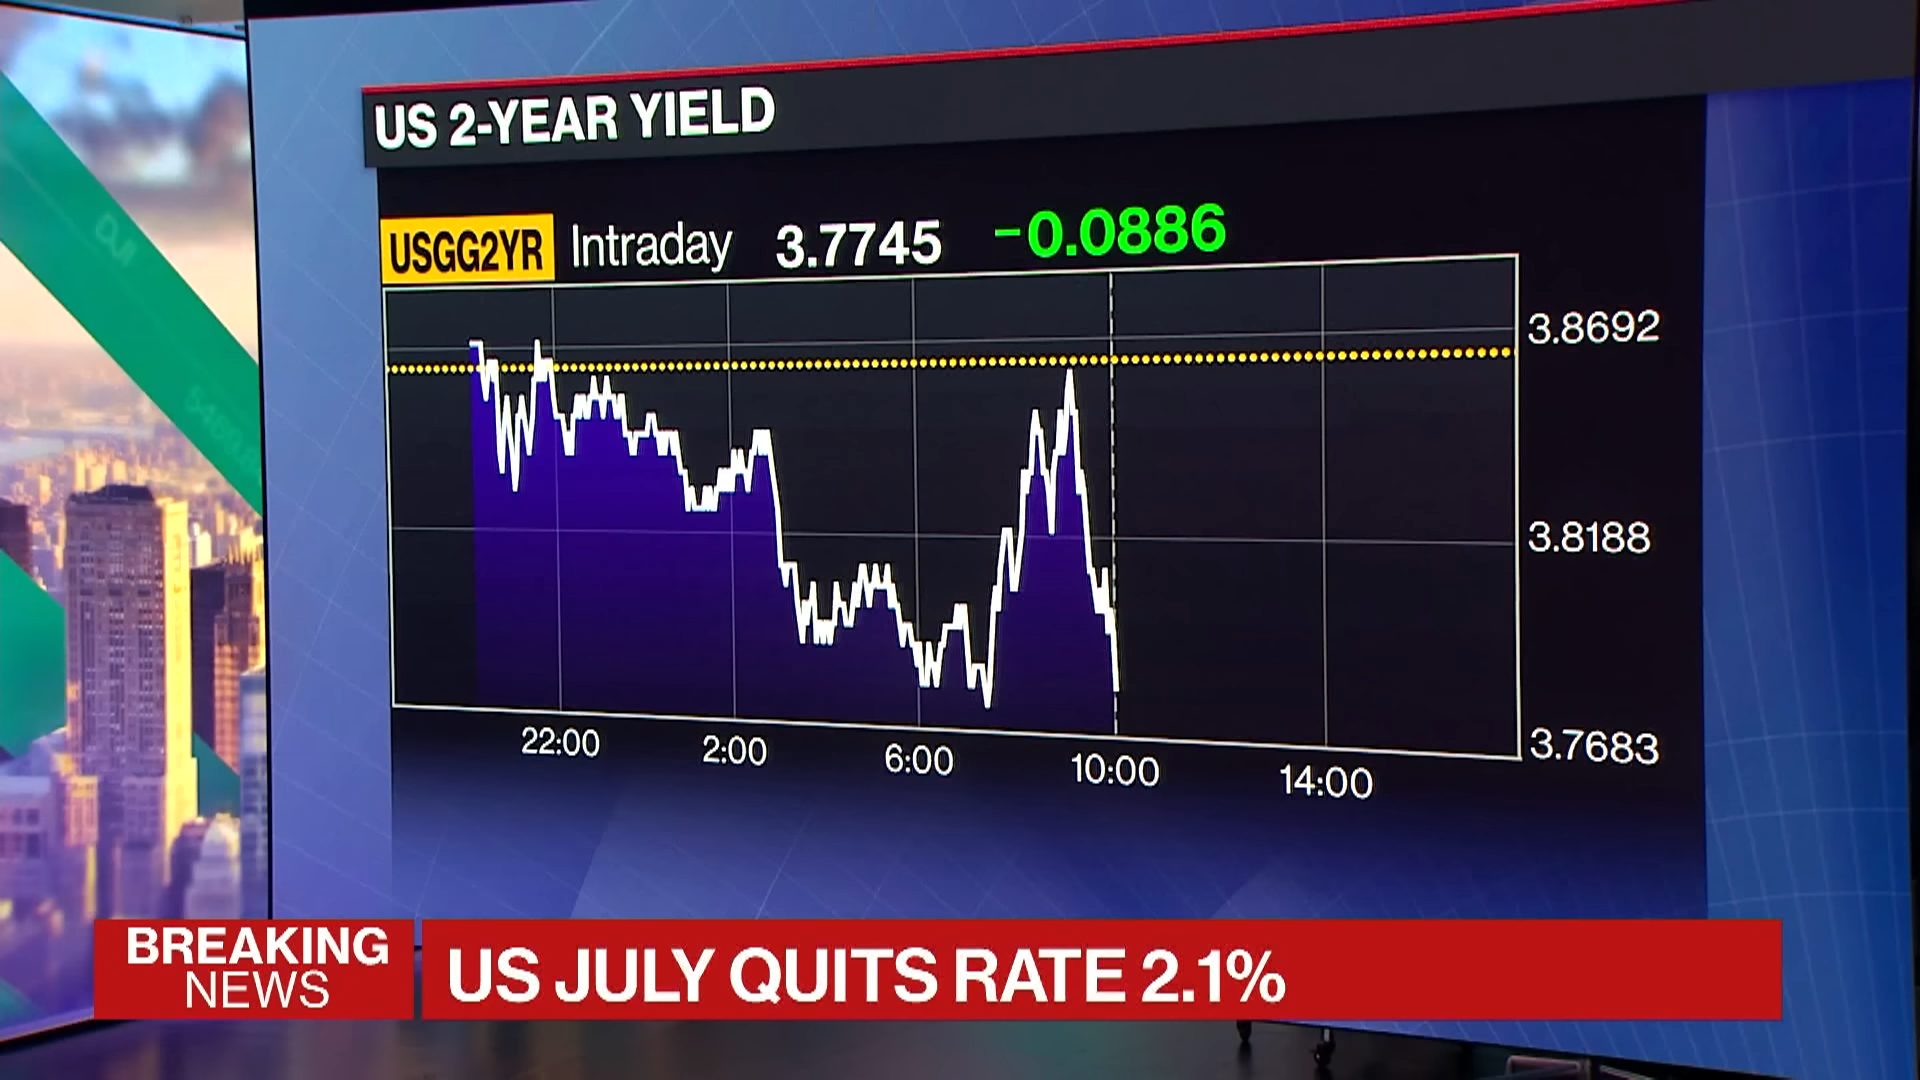 US 2-YEAR YIELD
USGG2YR Intraday 3.7745 -0.0886
3.8692
3.8188
3.7683
22:00 2:00 6:00 10:00 14:00
DJI
BREAKING
NEWS
US JULY QUITS RATE 2.1%